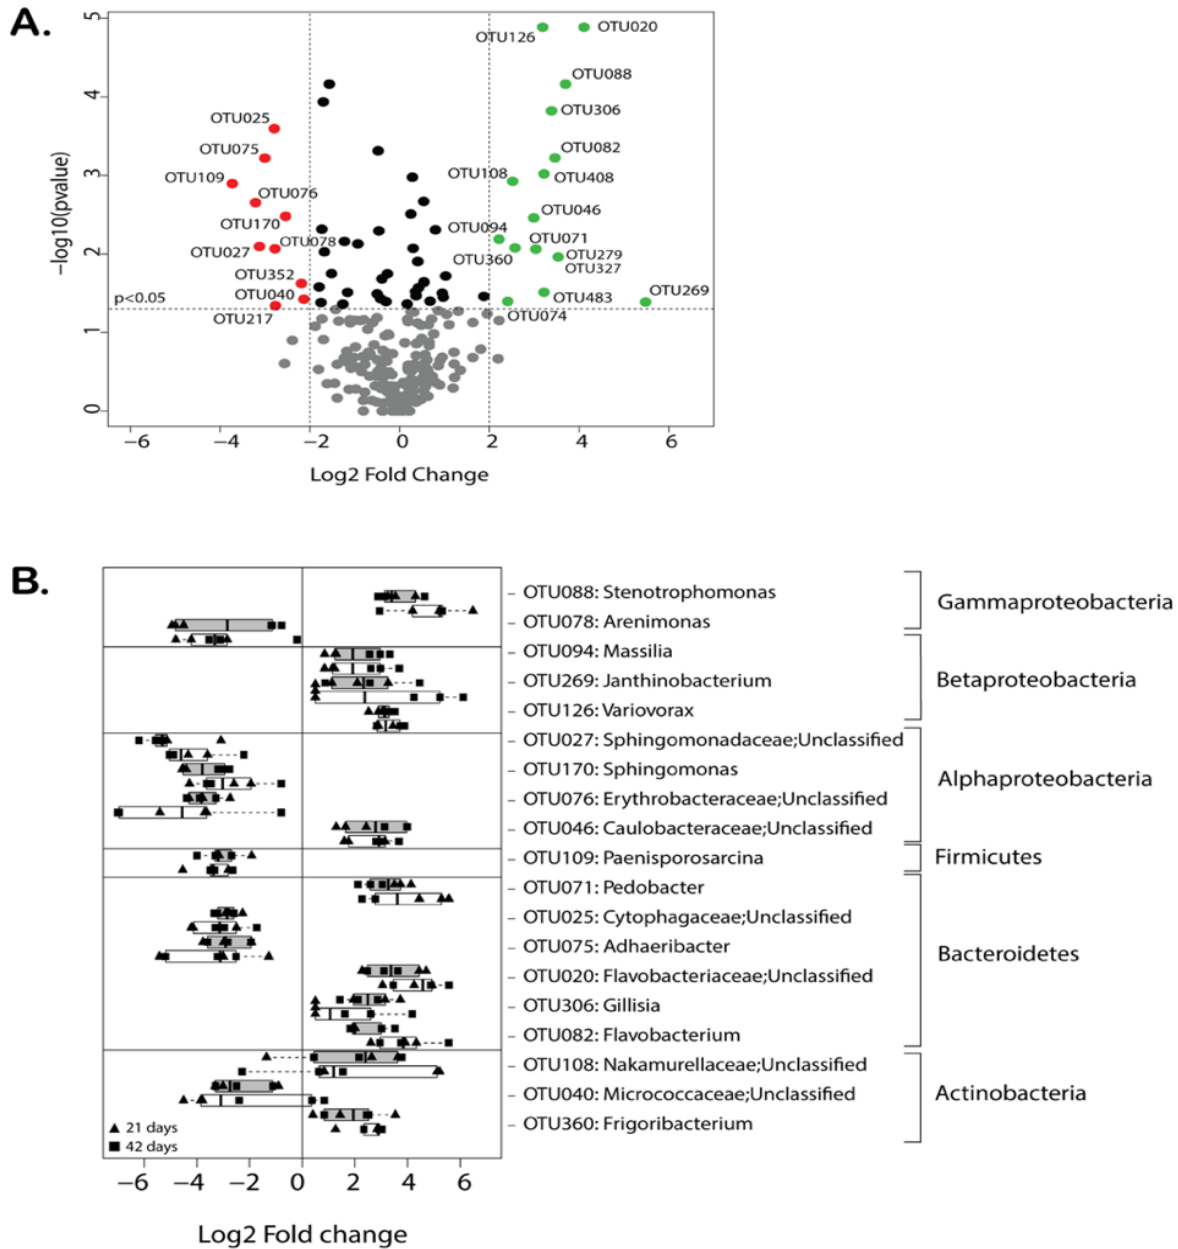 A.
5
OTU126
OTU020
OTU088
4
OTU306
OTU025
OTU075
OTU082
3
OTU109
OTU108
OTU408
OTU076
OTU046
OTU170
OTU094
OTU078
OTU071
2
OTU027
OTU360
OTU279
OTU327
OTU352
OTU040
OTU483
OTU269
p<0.05
OTU217
OTU074
1
0
−log10(pvalue)
−6 −4 −2 0 2 4 6
Log2 Fold Change
B.
OTU088: Stenotrophomonas
Gammaproteobacteria
OTU078: Arenimonas
OTU094: Massilia
OTU269: Janthinobacterium
Betaproteobacteria
OTU126: Variovorax
OTU027: Sphingomonadaceae;Unclassified
OTU170: Sphingomonas
Alphaproteobacteria
OTU076: Erythrobacteraceae;Unclassified
OTU046: Caulobacteraceae;Unclassified
OTU109: Paenisporosarcina
Firmicutes
OTU071: Pedobacter
OTU025: Cytophagaceae;Unclassified
OTU075: Adhaeribacter
Bacteroidetes
OTU020: Flavobacteriaceae;Unclassified
OTU306: Gillisia
OTU082: Flavobacterium
OTU108: Nakamurellaceae;Unclassified
OTU040: Micrococcaceae;Unclassified
Actinobacteria
OTU360: Frigoribacterium
21 days
42 days
−6 −4 −2 0 2 4 6
Log2 Fold change